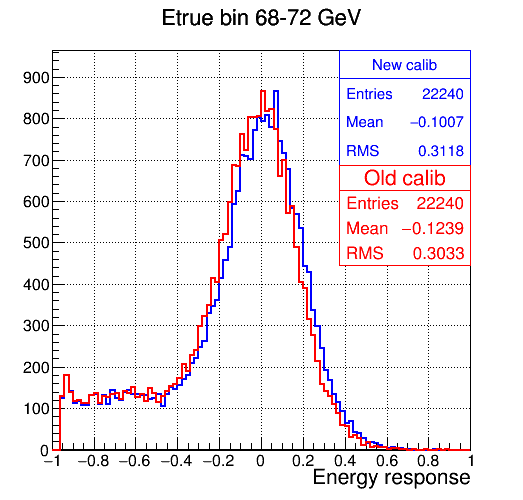 Etrue bin 68-72 GeV
New calib
Entries 22240
Mean −0.1007
RMS 0.3118
Old calib
Entries 22240
Mean −0.1239
RMS 0.3033
900
800
700
600
500
400
300
200
100
0
−1 −0.8 −0.6 −0.4 −0.2 0 0.2 0.4 0.6 0.8 1
Energy response